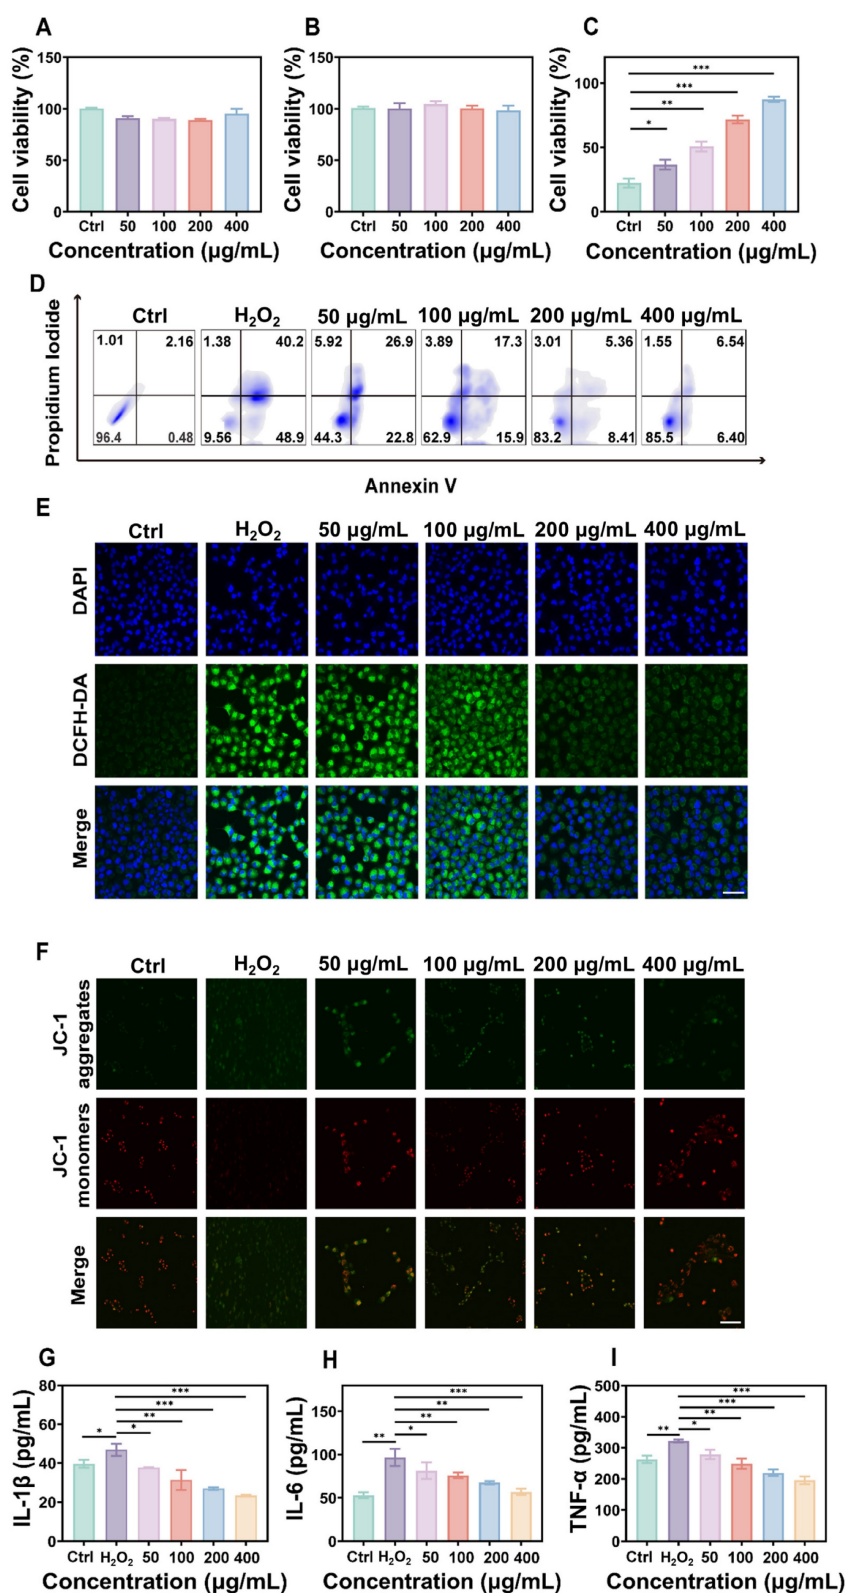 A
B
C
Cell viability (%)
150
100
50
0
Ctrl 50 100 200 400
Concentration (µg/mL)
Cell viability (%)
150
100
50
0
Ctrl 50 100 200 400
Concentration (µg/mL)
Cell viability (%)
100
50
0
***
***
**
*
Ctrl 50 100 200 400
Concentration (µg/mL)
D
Propidium Iodide
Ctrl H₂O₂ 50 µg/mL 100 µg/mL 200 µg/mL 400 µg/mL
1.01 2.16 1.38 40.2 5.92 26.9 3.89 17.3 3.01 5.36 1.55 6.54
96.4 0.48 9.56 48.9 44.3 22.8 62.9 15.9 83.2 8.41 85.5 6.40
Annexin V
E
Ctrl H₂O₂ 50 µg/mL 100 µg/mL 200 µg/mL 400 µg/mL
DAPI
DCFH-DA
Merge
F
Ctrl H₂O₂ 50 µg/mL 100 µg/mL 200 µg/mL 400 µg/mL
JC-1
aggregates
JC-1
monomers
Merge
G
H
I
IL-1β (pg/mL)
80
60
40
20
0
***
***
**
*
*
Ctrl H₂O₂ 50 100 200 400
Concentration (µg/mL)
IL-6 (pg/mL)
150
100
50
0
***
**
**
*
**
Ctrl H₂O₂ 50 100 200 400
Concentration (µg/mL)
TNF-α (pg/mL)
500
400
300
200
100
0
***
***
**
*
**
Ctrl H₂O₂ 50 100 200 400
Concentration (µg/mL)